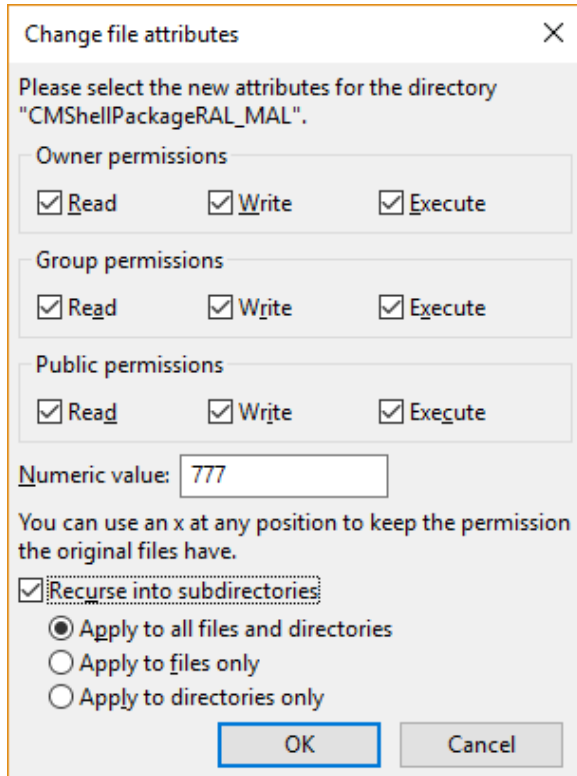 Change file attributes
Please select the new attributes for the directory
"CMShellPackageRAL_MAL".
Owner permissions
Read Write Execute
Group permissions
Read Write Execute
Public permissions
Read Write Execute
Numeric value: 777
You can use an x at any position to keep the permission
the original files have.
Recurse into subdirectories
Apply to all files and directories
Apply to files only
Apply to directories only
OK Cancel